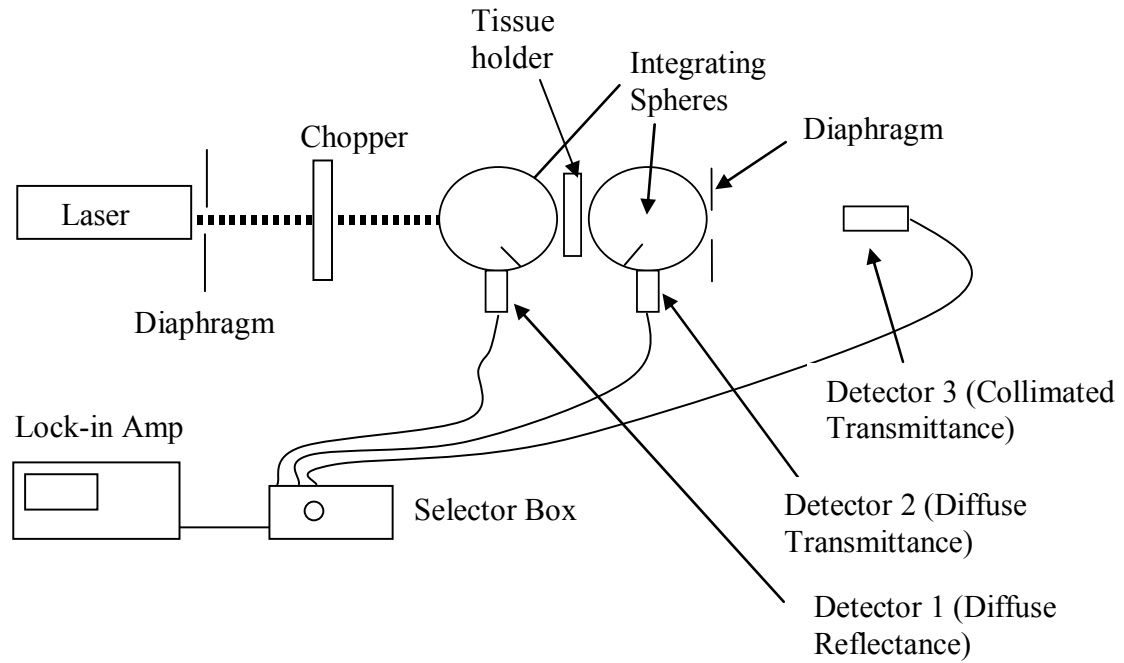 Tissue
holder
Integrating
Spheres
Diaphragm
Chopper
Laser
Diaphragm
Detector 3 (Collimated
Transmittance)
Lock-in Amp
Selector Box
Detector 2 (Diffuse
Transmittance)
Detector 1 (Diffuse
Reflectance)